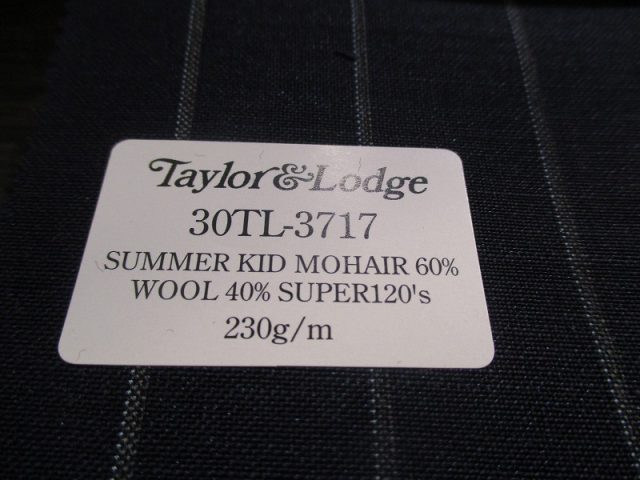 Taylor&Lodge
30TL-3717
SUMMER KID MOHAIR 60%
WOOL 40% SUPER120's
230g/m